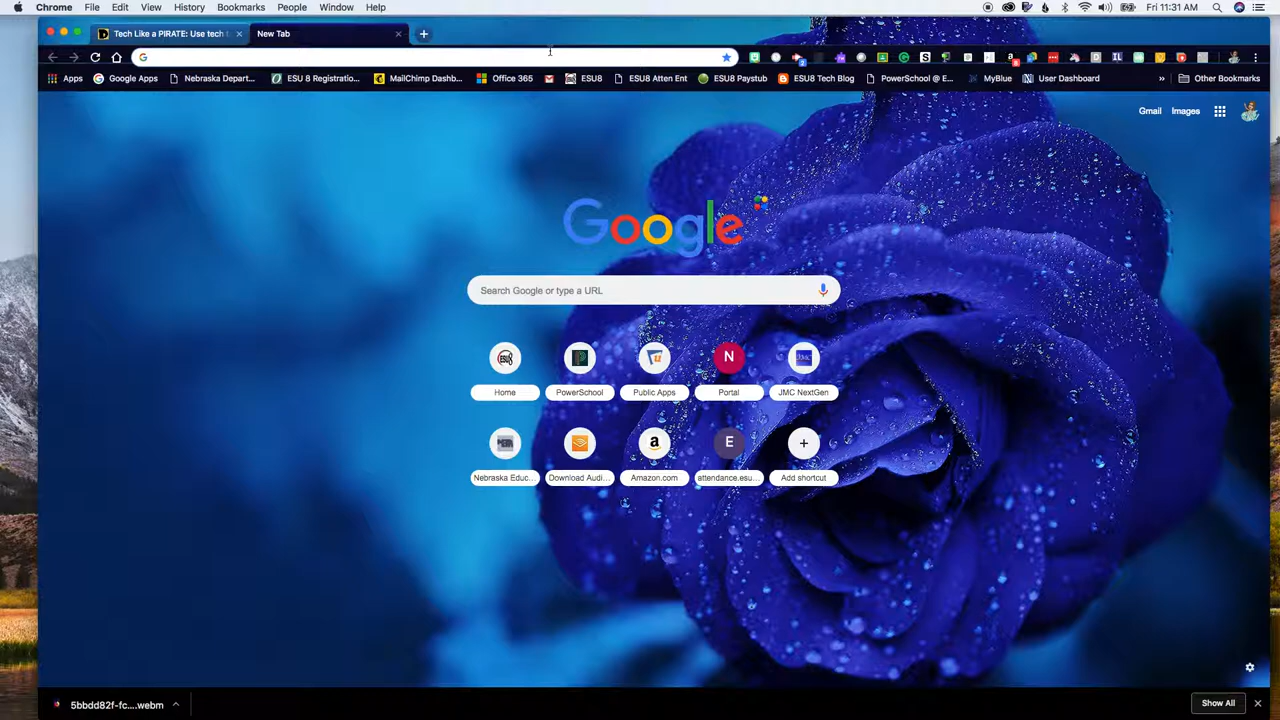 Chrome File Edit View History Bookmarks People Window Help Fri 11:31 AM
Tech Like a PIRATE: Use tech t New Tab
Apps Google Apps Nebraska Depart... ESU 8 Registratio... MailChimp Dashb... Office 365 ESU8 ESU8 Atten Ent ESU8 Paystub ESU8 Tech Blog PowerSchool @ E... MyBlue User Dashboard » Other Bookmarks
Gmail Images
Google
Search Google or type a URL
N
Home PowerSchool Public Apps Portal JMC NextGen
E
Nebraska Educ... Download Audi... Amazon.com attendance.esu... Add shortcut
5bbdd82f-fc....webm Show All